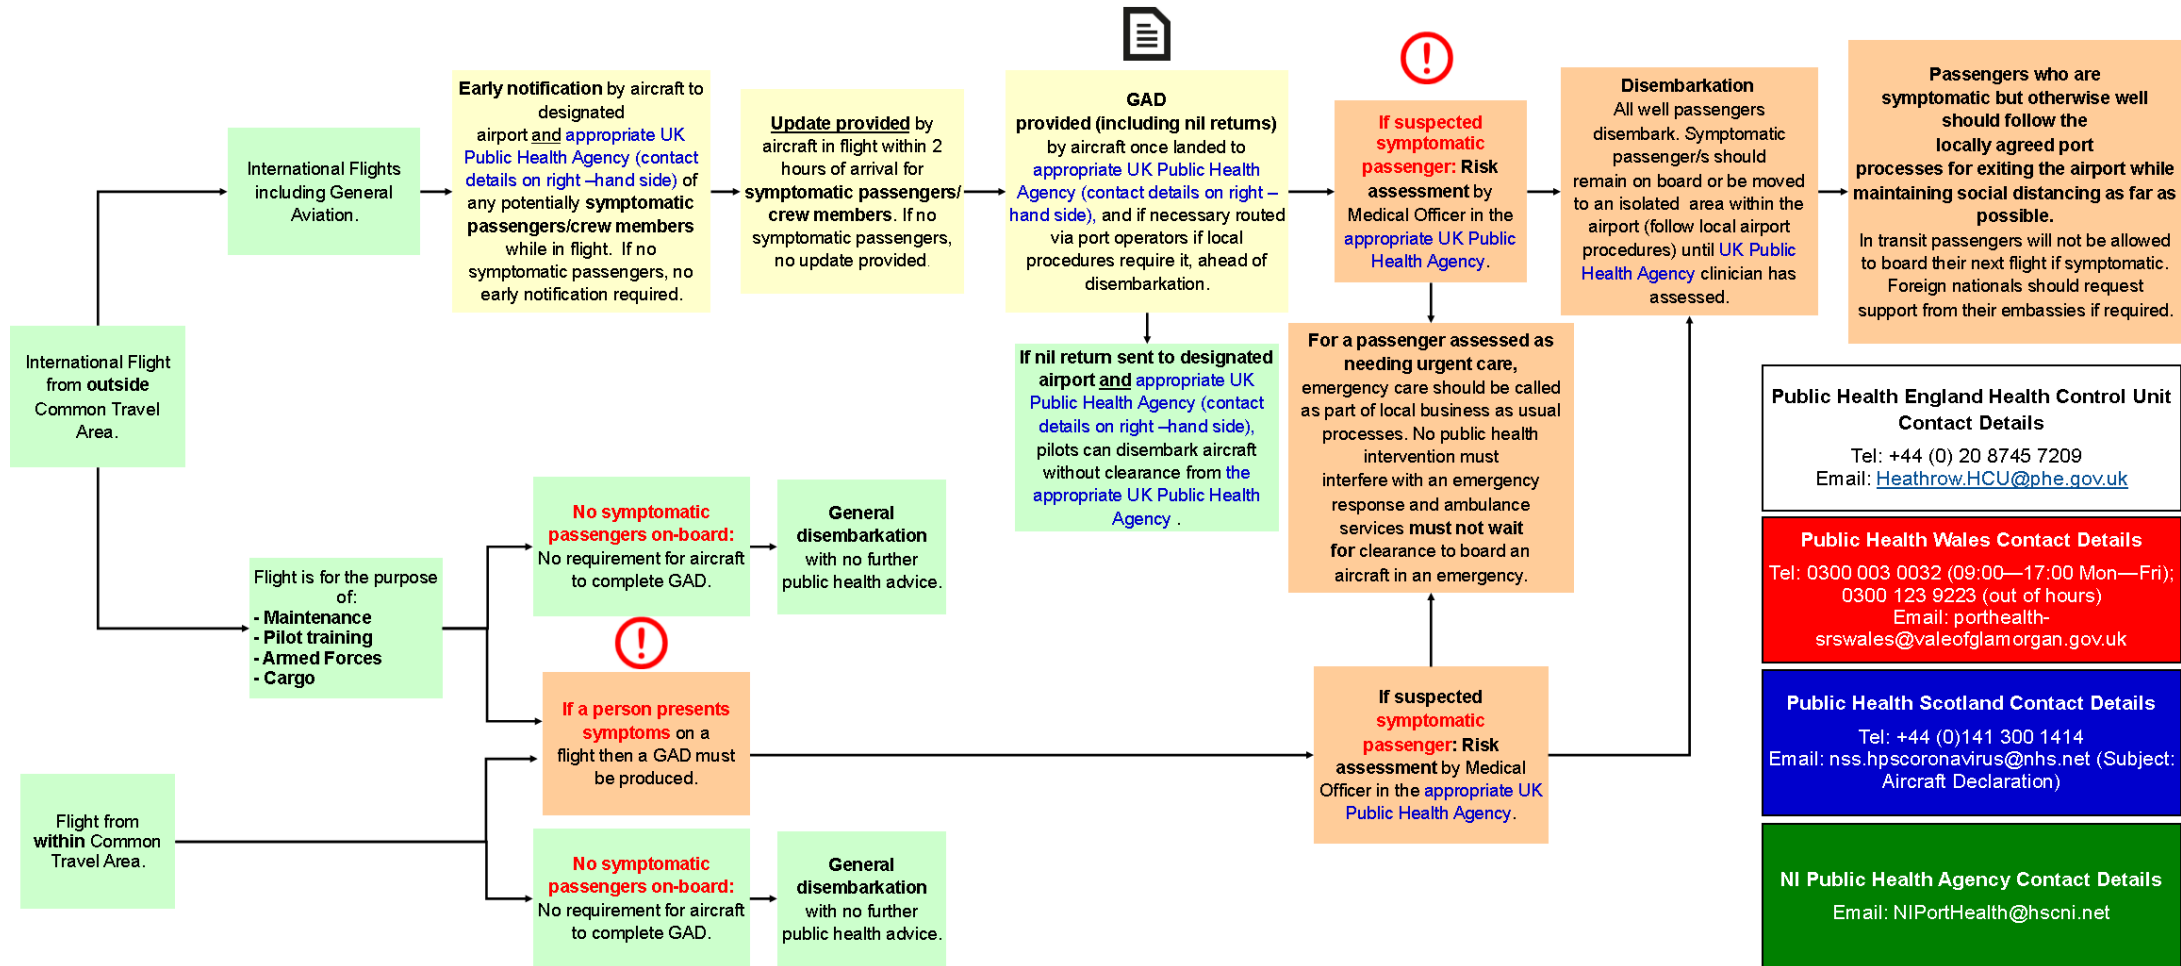 International Flight
from outside
Common Travel
Area.
International Flights
including General
Aviation.
Early notification by aircraft to
designated
airport and appropriate UK
Public Health Agency (contact
details on right –hand side) of
any potentially symptomatic
passengers/crew members
while in flight. If no
symptomatic passengers, no
early notification required.
Update provided by
aircraft in flight within 2
hours of arrival for
symptomatic passengers/
crew members. If no
symptomatic passengers,
no update provided.
GAD
provided (including nil returns)
by aircraft once landed to
appropriate UK Public Health
Agency (contact details on right –
hand side), and if necessary routed
via port operators if local
procedures require it, ahead of
disembarkation.
If nil return sent to designated
airport and appropriate UK
Public Health Agency (contact
details on right –hand side),
pilots can disembark aircraft
without clearance from the
appropriate UK Public Health
Agency .
If suspected
symptomatic
passenger: Risk
assessment by
Medical Officer in the
appropriate UK Public
Health Agency.
For a passenger assessed as
needing urgent care,
emergency care should be called
as part of local business as usual
processes. No public health
intervention must
interfere with an emergency
response and ambulance
services must not wait
for clearance to board an
aircraft in an emergency.
Disembarkation
All well passengers
disembark. Symptomatic
passenger/s should
remain on board or be moved
to an isolated area within the
airport (follow local airport
procedures) until UK Public
Health Agency clinician has
assessed.
Passengers who are
symptomatic but otherwise well
should follow the
locally agreed port
processes for exiting the airport while
maintaining social distancing as far as
possible.
In transit passengers will not be allowed
to board their next flight if symptomatic.
Foreign nationals should request
support from their embassies if required.
Flight is for the purpose
of:
- Maintenance
- Pilot training
- Armed Forces
- Cargo
No symptomatic
passengers on-board:
No requirement for aircraft
to complete GAD.
General
disembarkation
with no further
public health advice.
If a person presents
symptoms on a
flight then a GAD must
be produced.
If suspected
symptomatic
passenger: Risk
assessment by Medical
Officer in the appropriate UK
Public Health Agency.
Flight from
within Common
Travel Area.
No symptomatic
passengers on-board:
No requirement for aircraft
to complete GAD.
General
disembarkation
with no further
public health advice.
Public Health England Health Control Unit
Contact Details
Tel: +44 (0) 20 8745 7209
Email: Heathrow.HCU@phe.gov.uk
Public Health Wales Contact Details
Tel: 0300 003 0032 (09:00—17:00 Mon—Fri);
0300 123 9223 (out of hours)
Email: porthealth-
srswales@valeofglamorgan.gov.uk
Public Health Scotland Contact Details
Tel: +44 (0)141 300 1414
Email: nss.hpscoronavirus@nhs.net (Subject:
Aircraft Declaration)
NI Public Health Agency Contact Details
Email: NIPortHealth@hscni.net